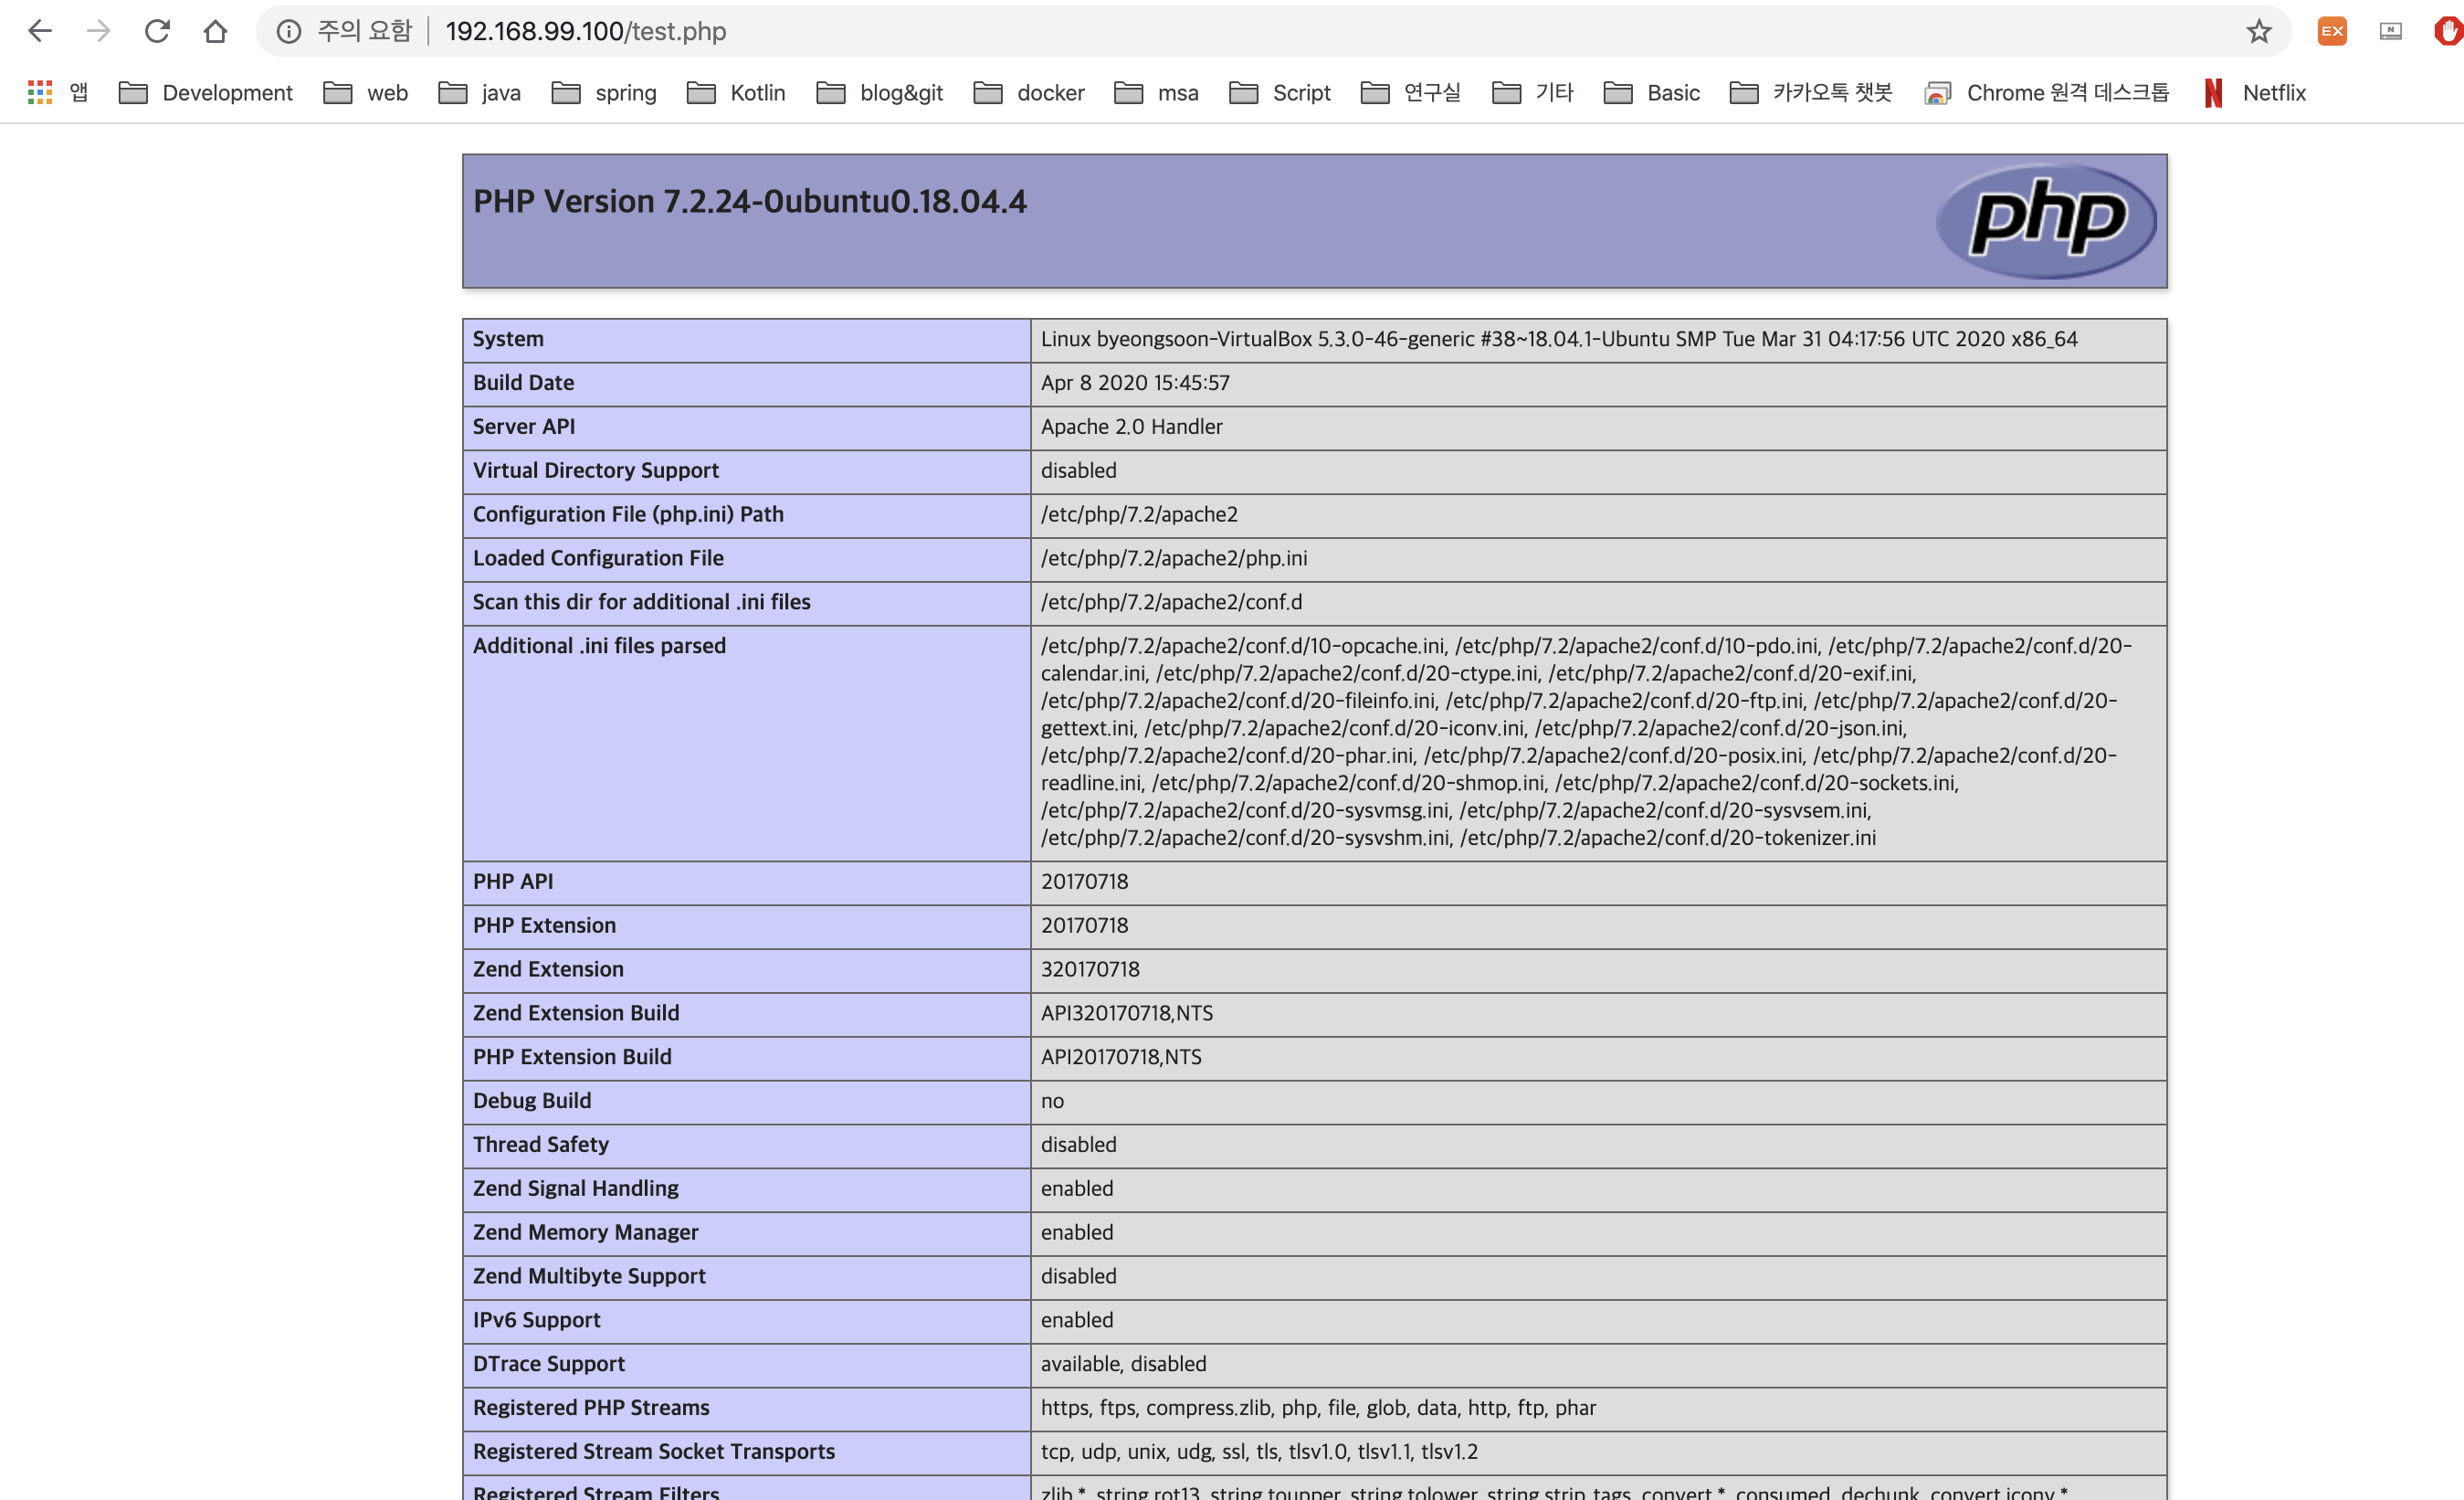 주의 요함 192.168.99.100/test.php
EX
N
앱 Development web java spring Kotlin blog&git docker msa Script 연구실 기타 Basic 카카오톡 챗봇 Chrome 원격 데스크톱 Netflix
PHP Version 7.2.24-0ubuntu0.18.04.4
php
System Linux byeongsoon-VirtualBox 5.3.0-46-generic #38~18.04.1-Ubuntu SMP Tue Mar 31 04:17:56 UTC 2020 x86_64
Build Date Apr 8 2020 15:45:57
Server API Apache 2.0 Handler
Virtual Directory Support disabled
Configuration File (php.ini) Path /etc/php/7.2/apache2
Loaded Configuration File /etc/php/7.2/apache2/php.ini
Scan this dir for additional .ini files /etc/php/7.2/apache2/conf.d
Additional .ini files parsed /etc/php/7.2/apache2/conf.d/10-opcache.ini, /etc/php/7.2/apache2/conf.d/10-pdo.ini, /etc/php/7.2/apache2/conf.d/20-
calendar.ini, /etc/php/7.2/apache2/conf.d/20-ctype.ini, /etc/php/7.2/apache2/conf.d/20-exif.ini,
/etc/php/7.2/apache2/conf.d/20-fileinfo.ini, /etc/php/7.2/apache2/conf.d/20-ftp.ini, /etc/php/7.2/apache2/conf.d/20-
gettext.ini, /etc/php/7.2/apache2/conf.d/20-iconv.ini, /etc/php/7.2/apache2/conf.d/20-json.ini,
/etc/php/7.2/apache2/conf.d/20-phar.ini, /etc/php/7.2/apache2/conf.d/20-posix.ini, /etc/php/7.2/apache2/conf.d/20-
readline.ini, /etc/php/7.2/apache2/conf.d/20-shmop.ini, /etc/php/7.2/apache2/conf.d/20-sockets.ini,
/etc/php/7.2/apache2/conf.d/20-sysvmsg.ini, /etc/php/7.2/apache2/conf.d/20-sysvsem.ini,
/etc/php/7.2/apache2/conf.d/20-sysvshm.ini, /etc/php/7.2/apache2/conf.d/20-tokenizer.ini
PHP API 20170718
PHP Extension 20170718
Zend Extension 320170718
Zend Extension Build API320170718,NTS
PHP Extension Build API20170718,NTS
Debug Build no
Thread Safety disabled
Zend Signal Handling enabled
Zend Memory Manager enabled
Zend Multibyte Support disabled
IPv6 Support enabled
DTrace Support available, disabled
Registered PHP Streams https, ftps, compress.zlib, php, file, glob, data, http, ftp, phar
Registered Stream Socket Transports tcp, udp, unix, udg, ssl, tls, tlsv1.0, tlsv1.1, tlsv1.2
Registered Stream Filters zlib.*, string.rot13, string.toupper, string.tolower, string.strip_tags, convert.*, consumed, dechunk, convert.iconv.*